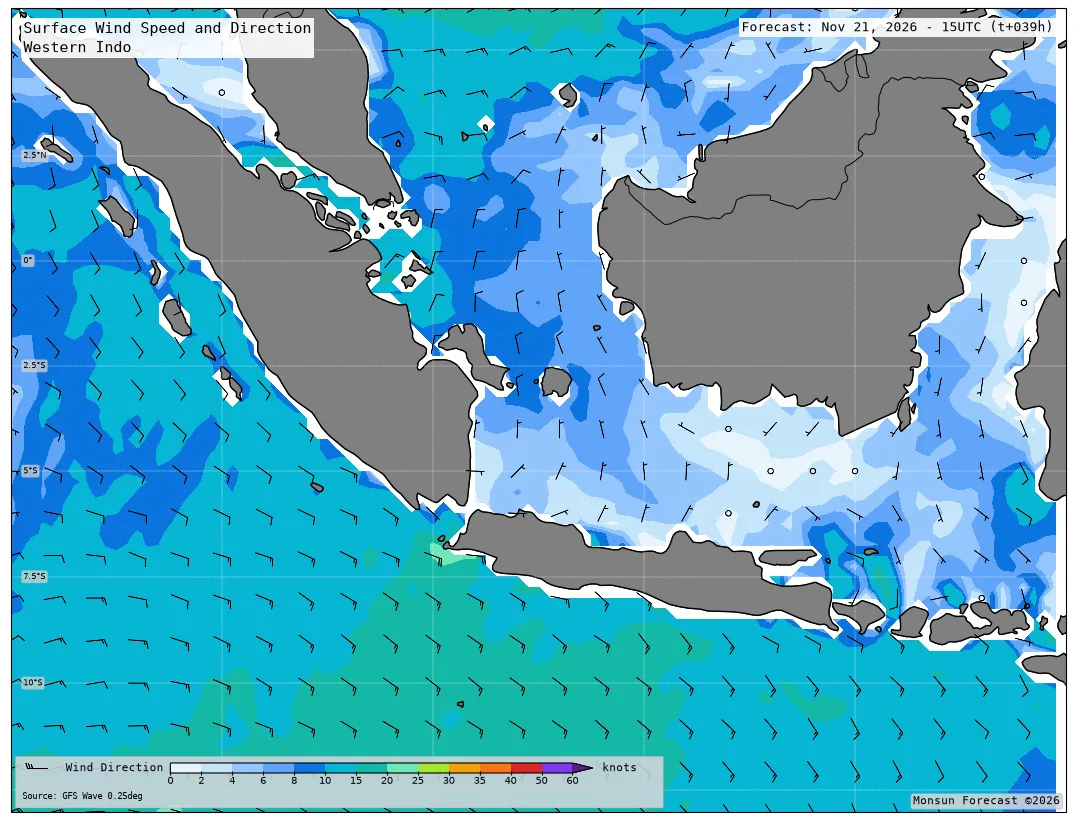 Surface Wind Speed and Direction
Western Indo
Forecast: Nov 21, 2026 - 15UTC (t+039h)
2.5°N
0°
2.5°S
5°S
7.5°S
10°S
Wind Direction
0 2 4 6 8 10 15 20 25 30 35 40 50 60
knots
Source: GFS Wave 0.25deg
Monsun Forecast ©2026